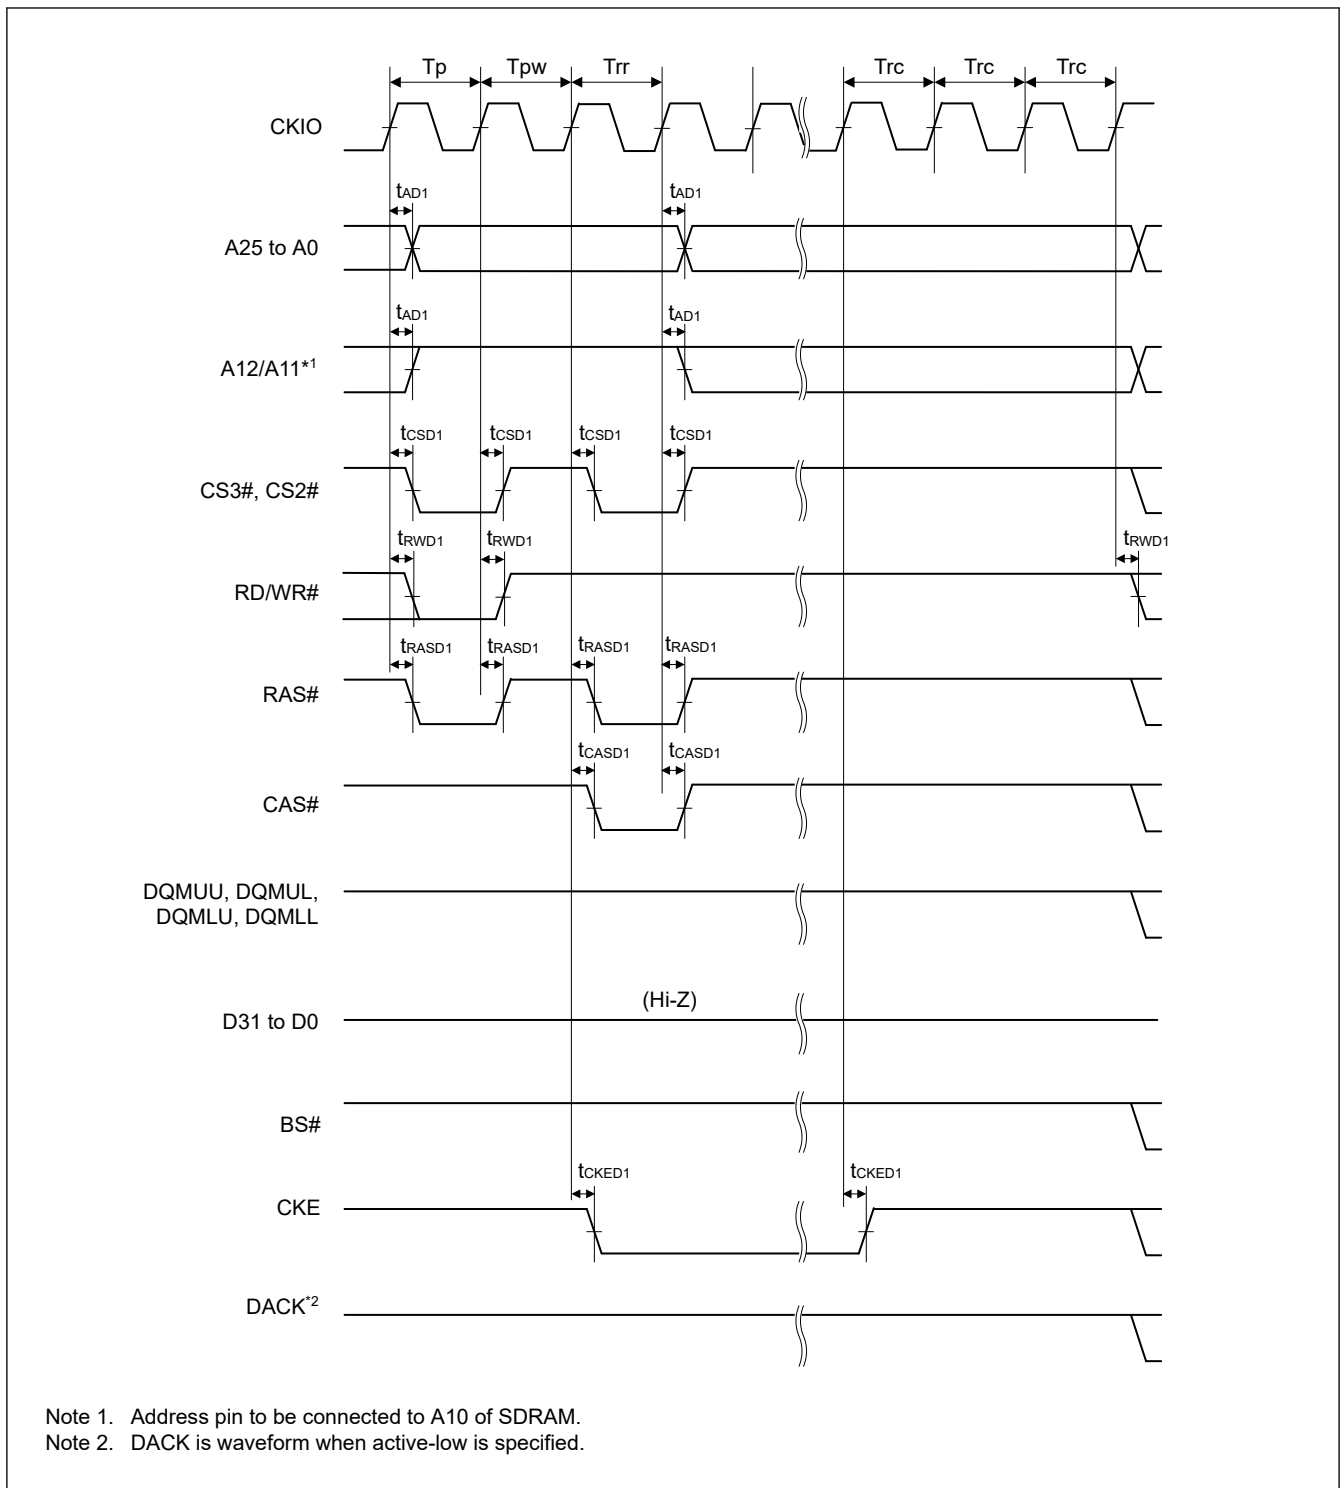 Tp Tpw Trr Trc Trc Trc
CKIO
tAD1 tAD1
A25 to A0
tAD1 tAD1
A12/A11*1
tCSD1 tCSD1 tCSD1 tCSD1
CS3#, CS2#
tRWD1 tRWD1 tRWD1
RD/WR#
tRASD1 tRASD1 tRASD1 tRASD1
RAS#
tCASD1 tCASD1
CAS#
DQMUU, DQMUL,
DQMLU, DQMLL
(Hi-Z)
D31 to D0
BS#
tCKED1 tCKED1
CKE
DACK*2
Note 1. Address pin to be connected to A10 of SDRAM.
Note 2. DACK is waveform when active-low is specified.